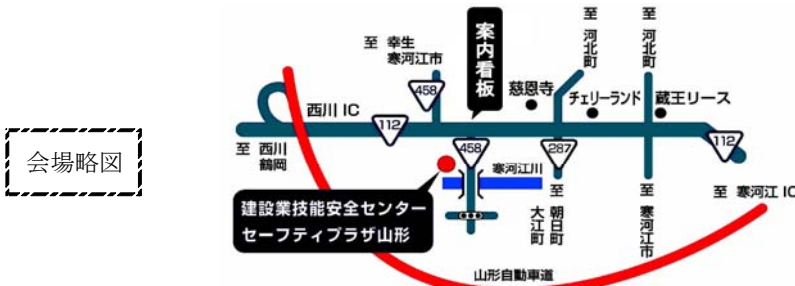 会場略図
至 幸生
寒河江市
458
案内看板
至 河北町
至 河北町
慈恩寺
チェリーランド
蔵王リース
西川 IC
112
至 西川
鶴岡
458
寒河江川
287
112
建設業技能安全センター
セーフティプラザ山形
至 朝日町
大江町
至 寒河江市
至 寒河江 IC
山形自動車道